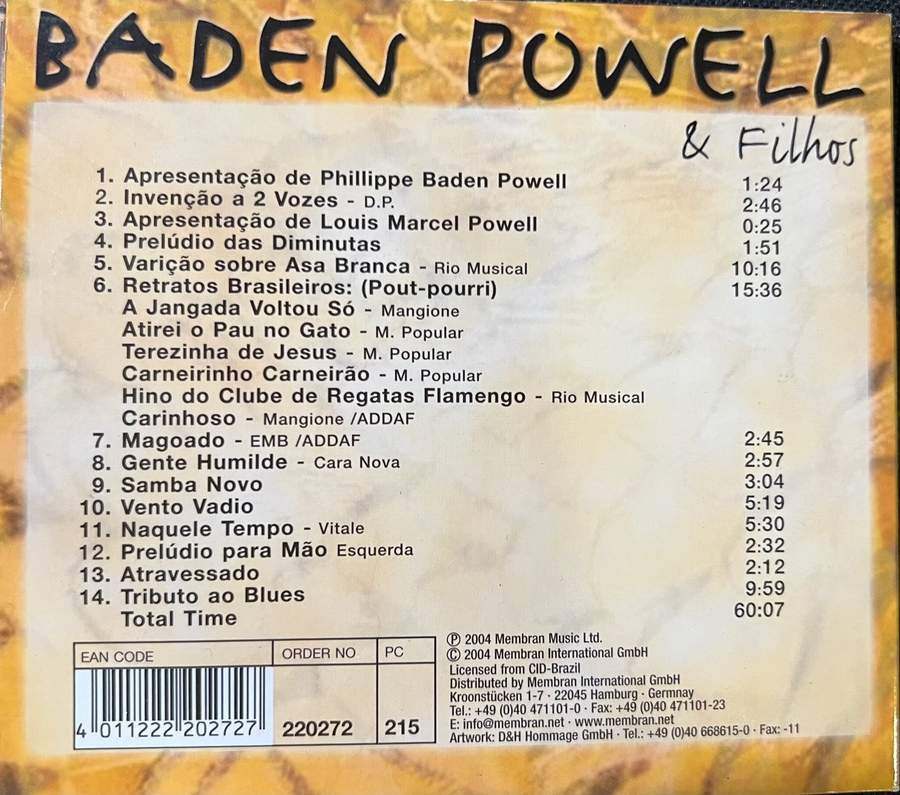 BADEN POWELL
& Filhos
1. Apresentação de Phillippe Baden Powell 1:24
2. Invenção a 2 Vozes - D.P. 2:46
3. Apresentação de Louis Marcel Powell 0:25
4. Prelúdio das Diminutas 1:51
5. Varição sobre Asa Branca - Rio Musical 10:16
6. Retratos Brasileiros: (Pout-pourri) 15:36
A Jangada Voltou Só - Mangione
Atirei o Pau no Gato - M. Popular
Terezinha de Jesus - M. Popular
Carneirinho Carneirão - M. Popular
Hino do Clube de Regatas Flamengo - Rio Musical
Carinhoso - Mangione /ADDAF
7. Magoado - EMB /ADDAF 2:45
8. Gente Humilde - Cara Nova 2:57
9. Samba Novo 3:04
10. Vento Vadio 5:19
11. Naquele Tempo - Vitale 5:30
12. Prelúdio para Mão Esquerda 2:32
13. Atravessado 2:12
14. Tributo ao Blues 9:59
Total Time 60:07
EAN CODE ORDER NO PC
4 011222 202727 220272 215
℗ 2004 Membran Music Ltd.
© 2004 Membran International GmbH
Licensed from CID-Brazil
Distributed by Membran International GmbH
Kroonstücken 1-7 · 22045 Hamburg · Germnay
Tel.: +49 (0)40 471101-0 · Fax: +49 (0)40 471101-23
E: info@membran.net · www.membran.net
Artwork: D&H Hommage GmbH · Tel.: +49 (0)40 668615-0 · Fax: -11